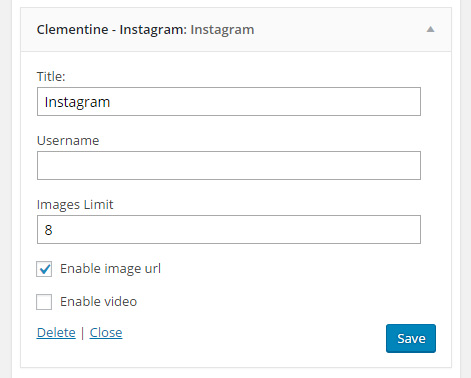 Clementine - Instagram: Instagram
Title:
Instagram
Username
Images Limit
8
Enable image url
Enable video
Delete | Close
Save